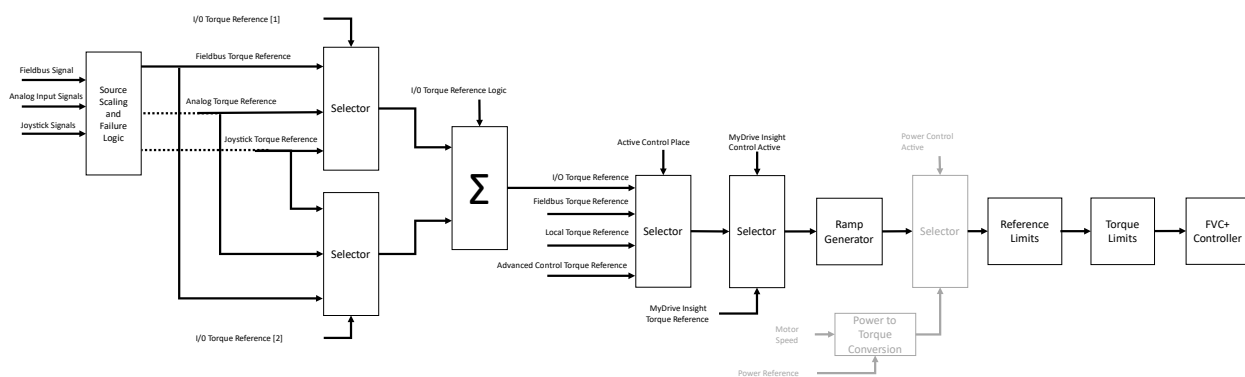 I/0 Torque Reference [1]
Fieldbus Torque Reference
Fieldbus Signal
Analog Input Signals
Joystick Signals
Source
Scaling
and
Failure
Logic
Analog Torque Reference
Joystick Torque Reference
Selector
I/0 Torque Reference Logic
Σ
Selector
I/0 Torque Reference [2]
Active Control Place
I/O Torque Reference
Fieldbus Torque Reference
Local Torque Reference
Advanced Control Torque Reference
Selector
MyDrive Insight
Control Active
Selector
MyDrive Insight
Torque Reference
Ramp
Generator
Power Control
Active
Selector
Motor
Speed
Power to
Torque
Conversion
Power Reference
Reference
Limits
Torque
Limits
FVC+
Controller